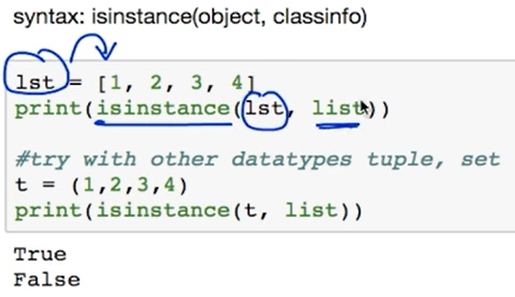 syntax: isinstance(object, classinfo)
lst = [1, 2, 3, 4]
print(isinstance(lst, list))
#try with other datatypes tuple, set
t = (1,2,3,4)
print(isinstance(t, list))
True
False